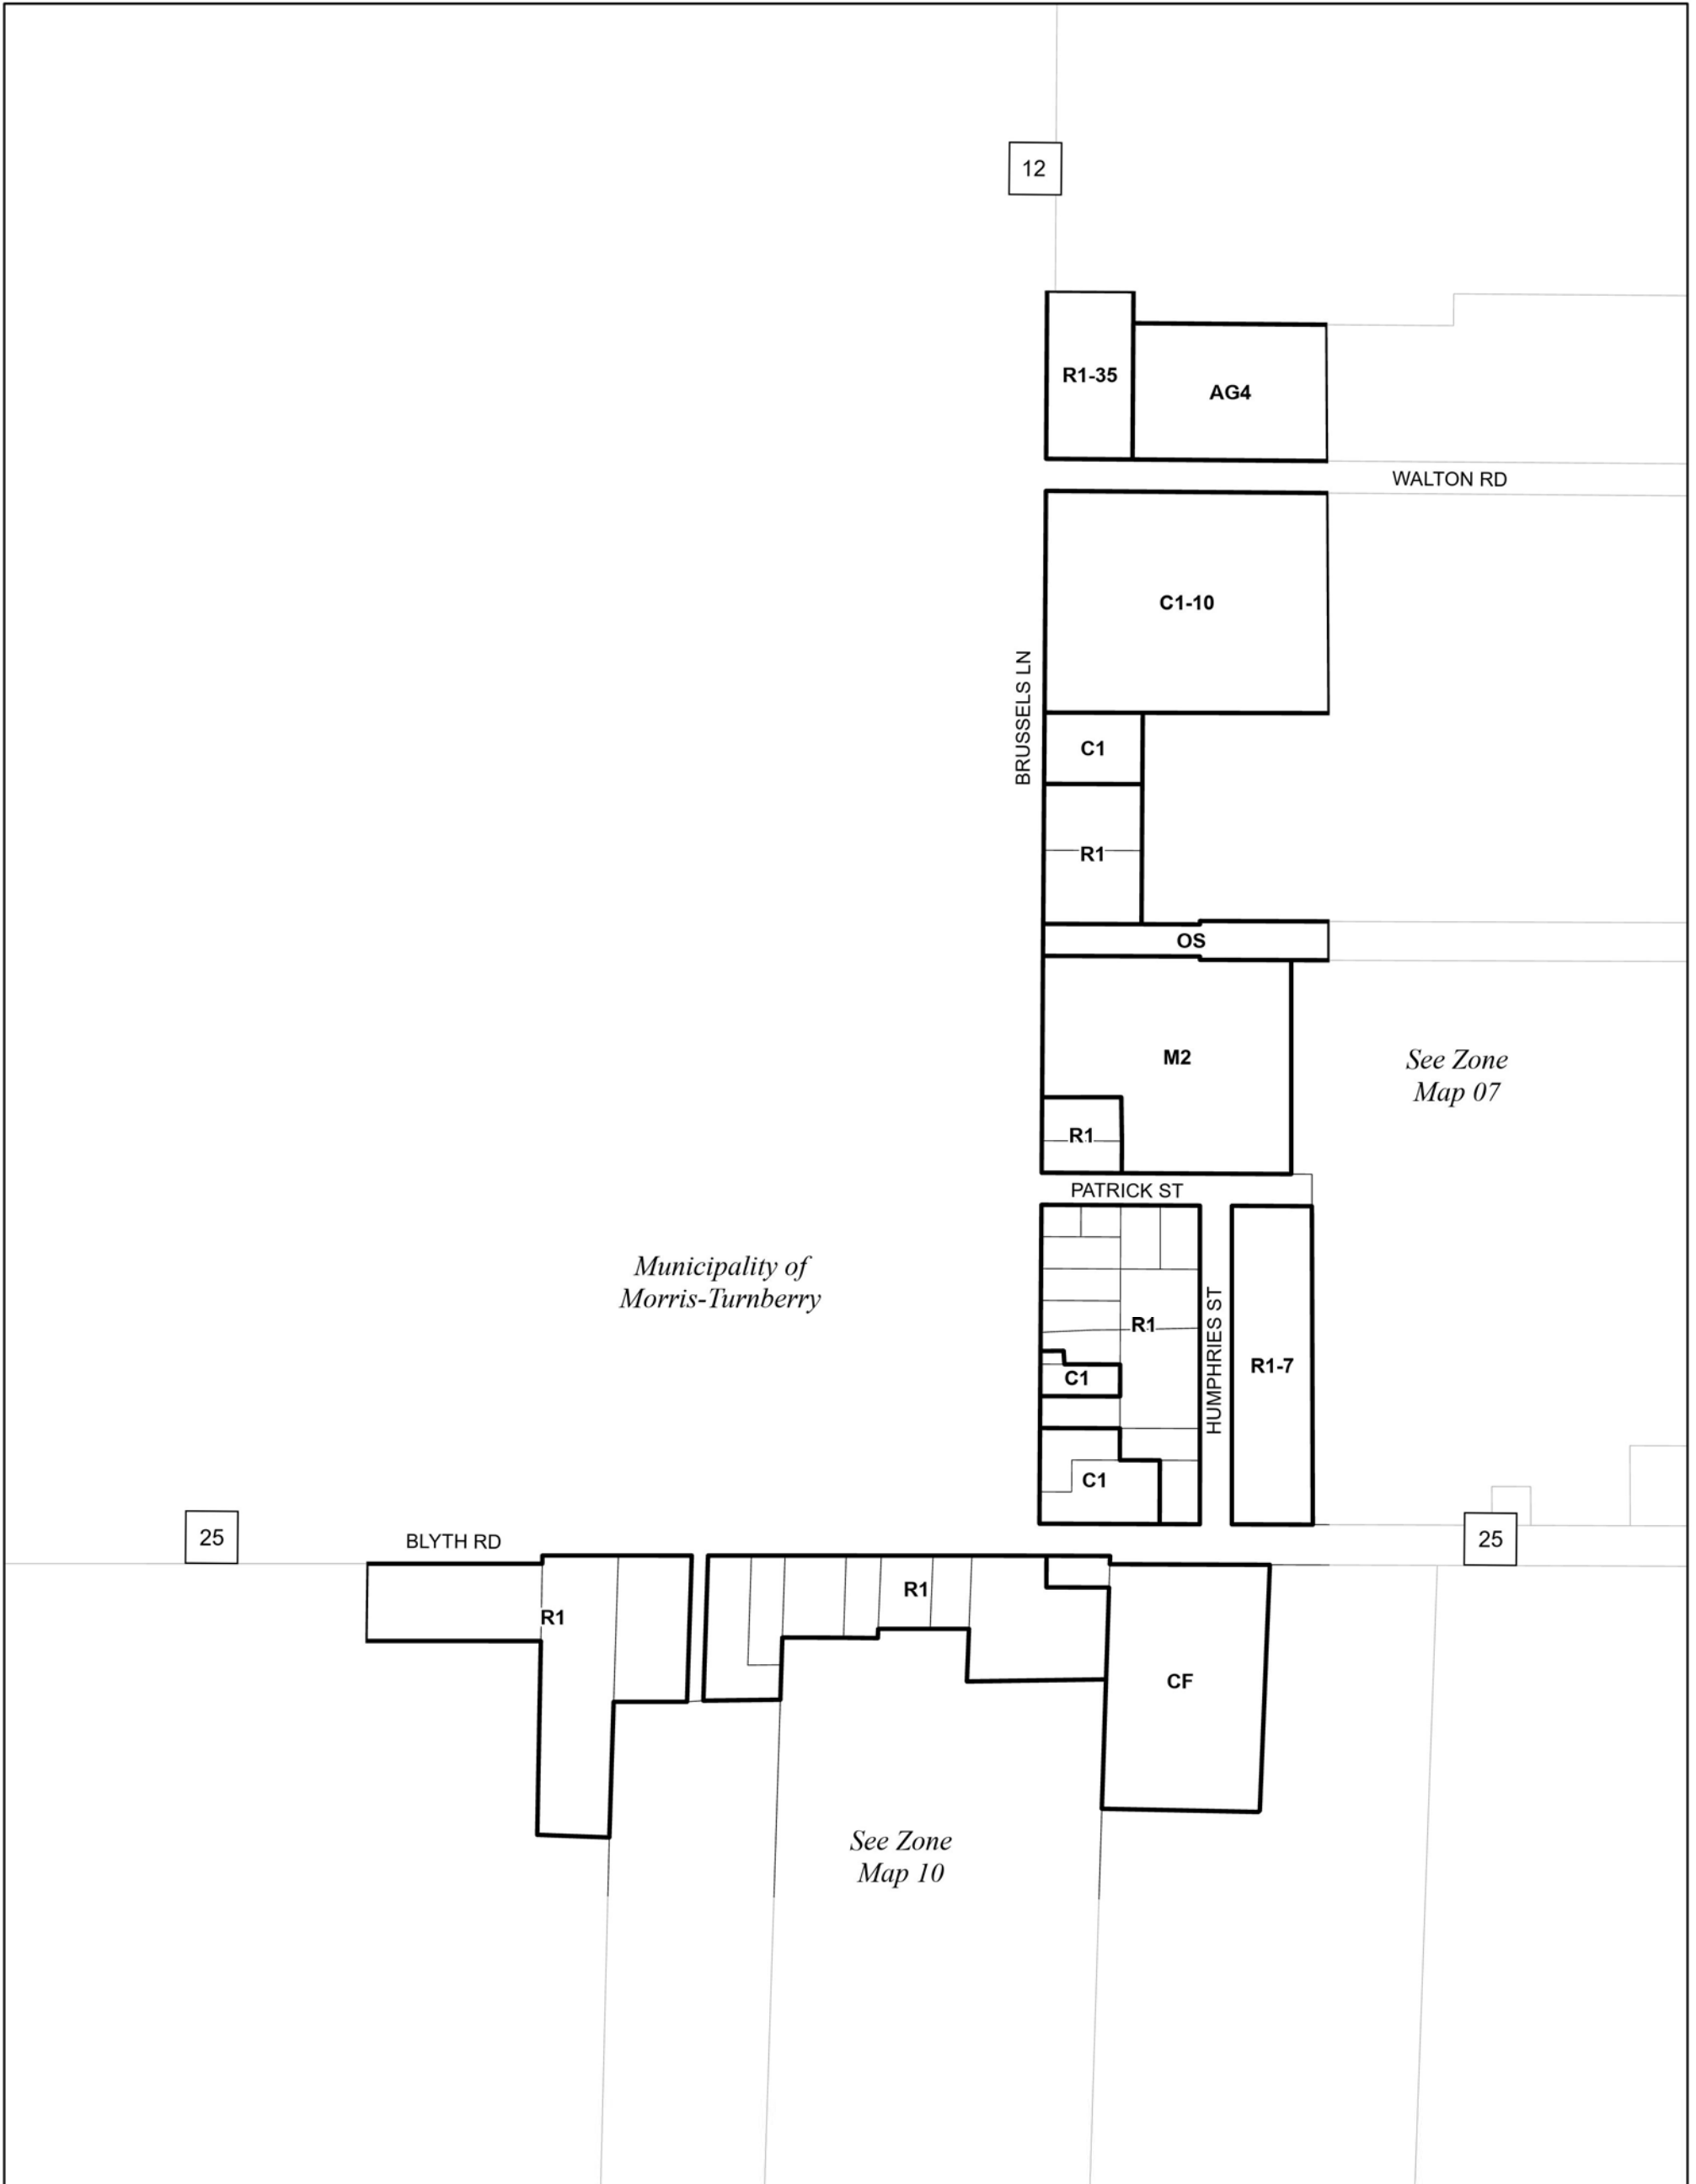 12
R1-35
AG4
WALTON RD
C1-10
BRUSSELS LN
C1
R1
OS
M2
See Zone
Map 07
R1
PATRICK ST
Municipality of
Morris-Turnberry
R1
HUMPHRIES ST
R1-7
C1
C1
25
BLYTH RD
25
R1
R1
CF
See Zone
Map 10